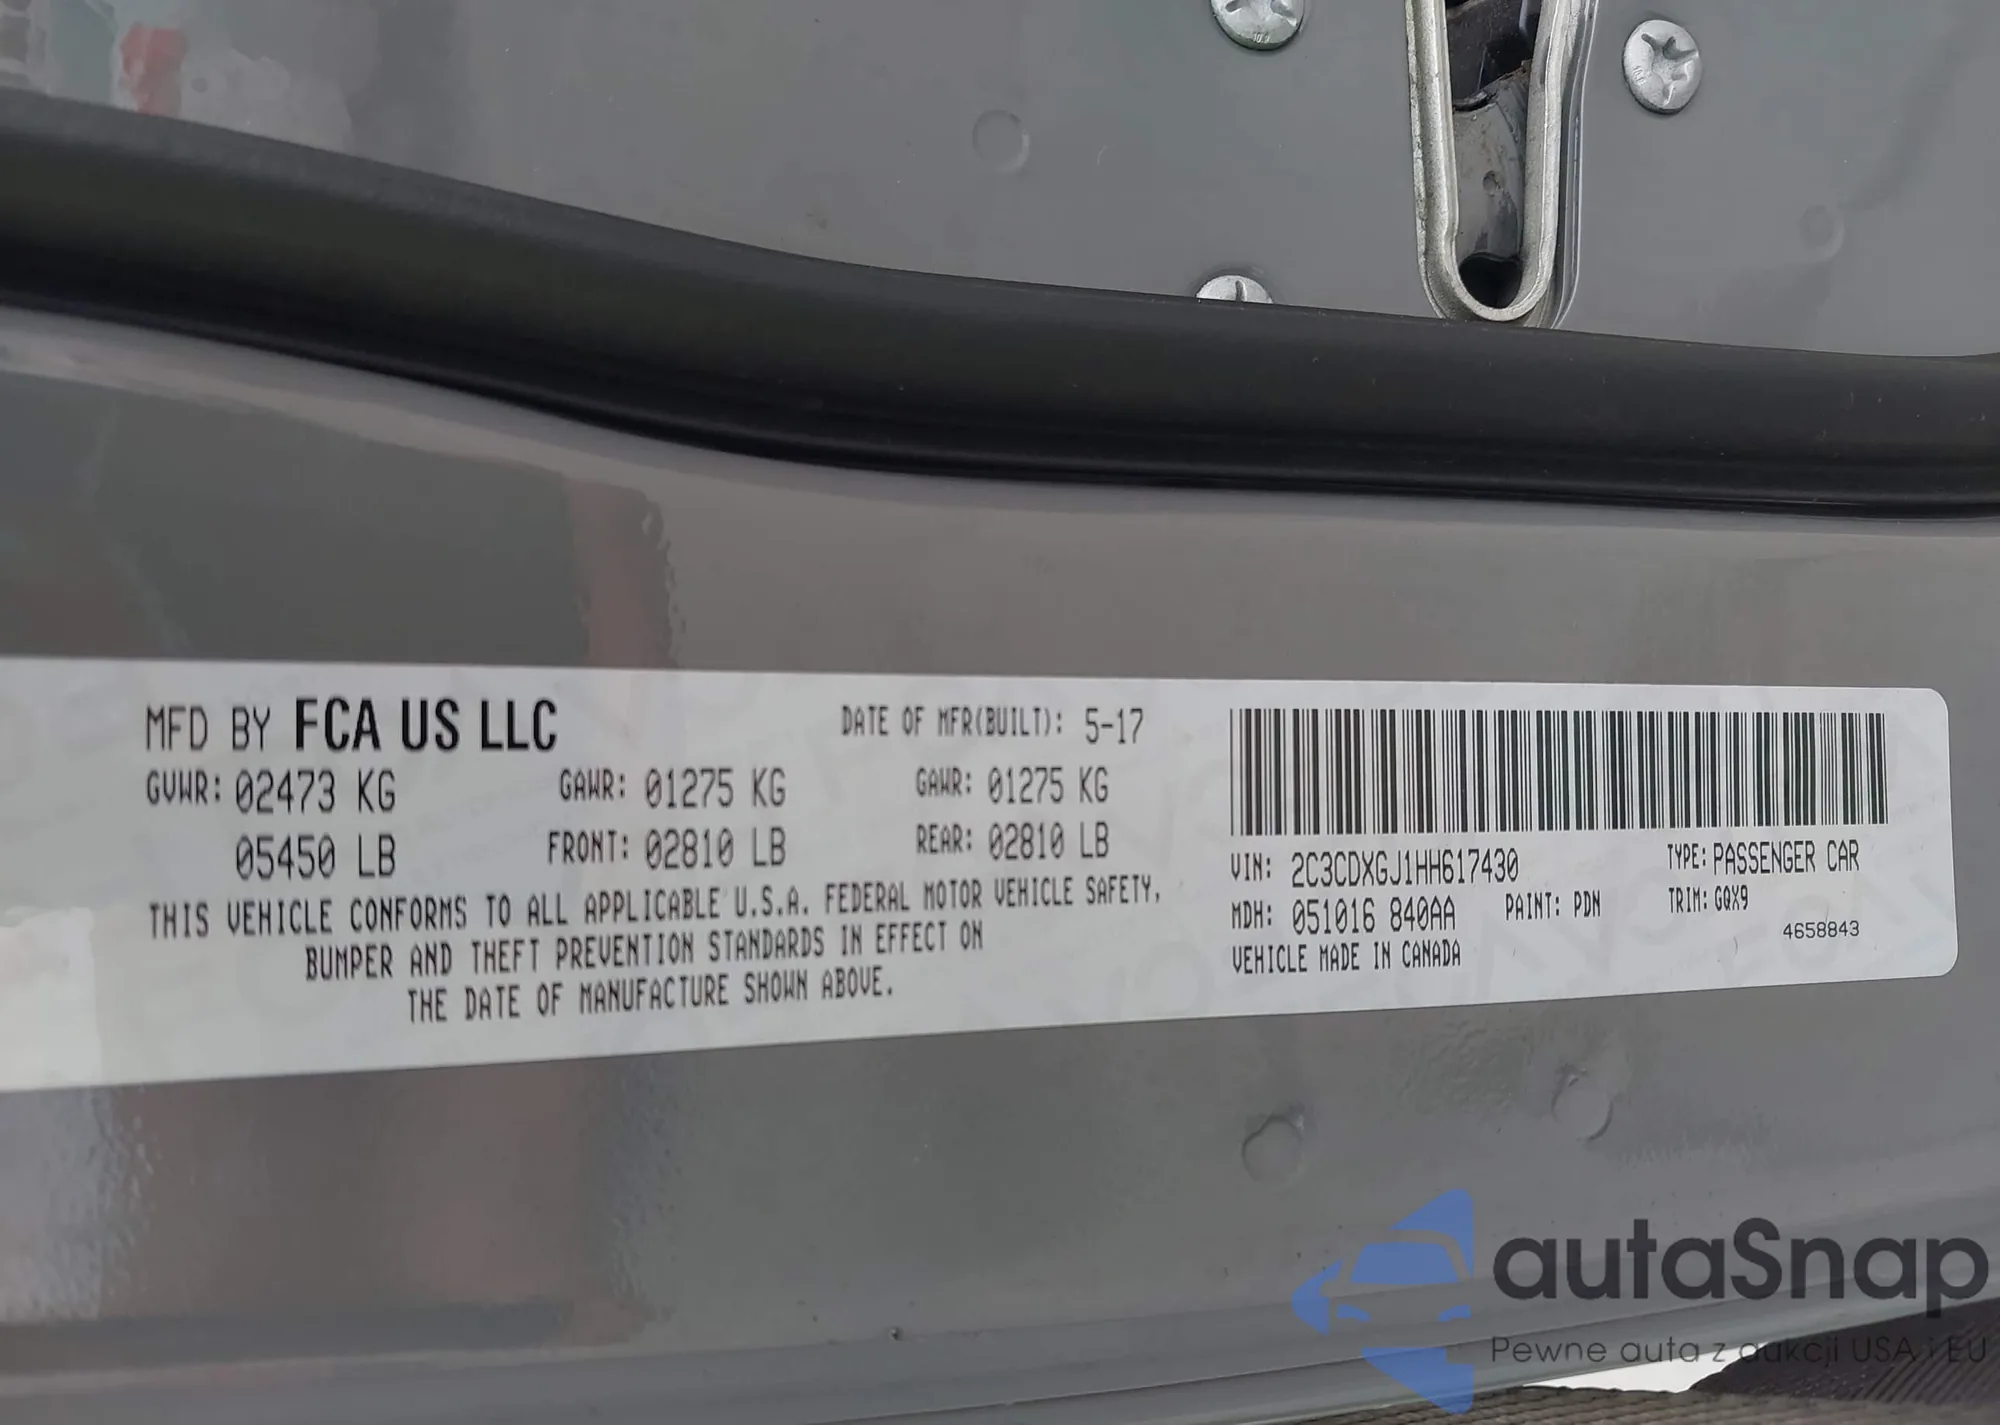 MFD BY FCA US LLC DATE OF MFR(BUILT): 5-17
GVWR: 02473 KG GAWR: 01275 KG GAWR: 01275 KG
05450 LB FRONT: 02810 LB REAR: 02810 LB
THIS VEHICLE CONFORMS TO ALL APPLICABLE U.S.A. FEDERAL MOTOR VEHICLE SAFETY,
BUMPER AND THEFT PREVENTION STANDARDS IN EFFECT ON
THE DATE OF MANUFACTURE SHOWN ABOVE.
VIN: 2C3CDXGJ1HH617430 TYPE: PASSENGER CAR
MDH: 051016 840AA PAINT: PDN TRIM: GQX9
VEHICLE MADE IN CANADA 4658843
autaSnap
Pewne auta z aukcji USA i EU